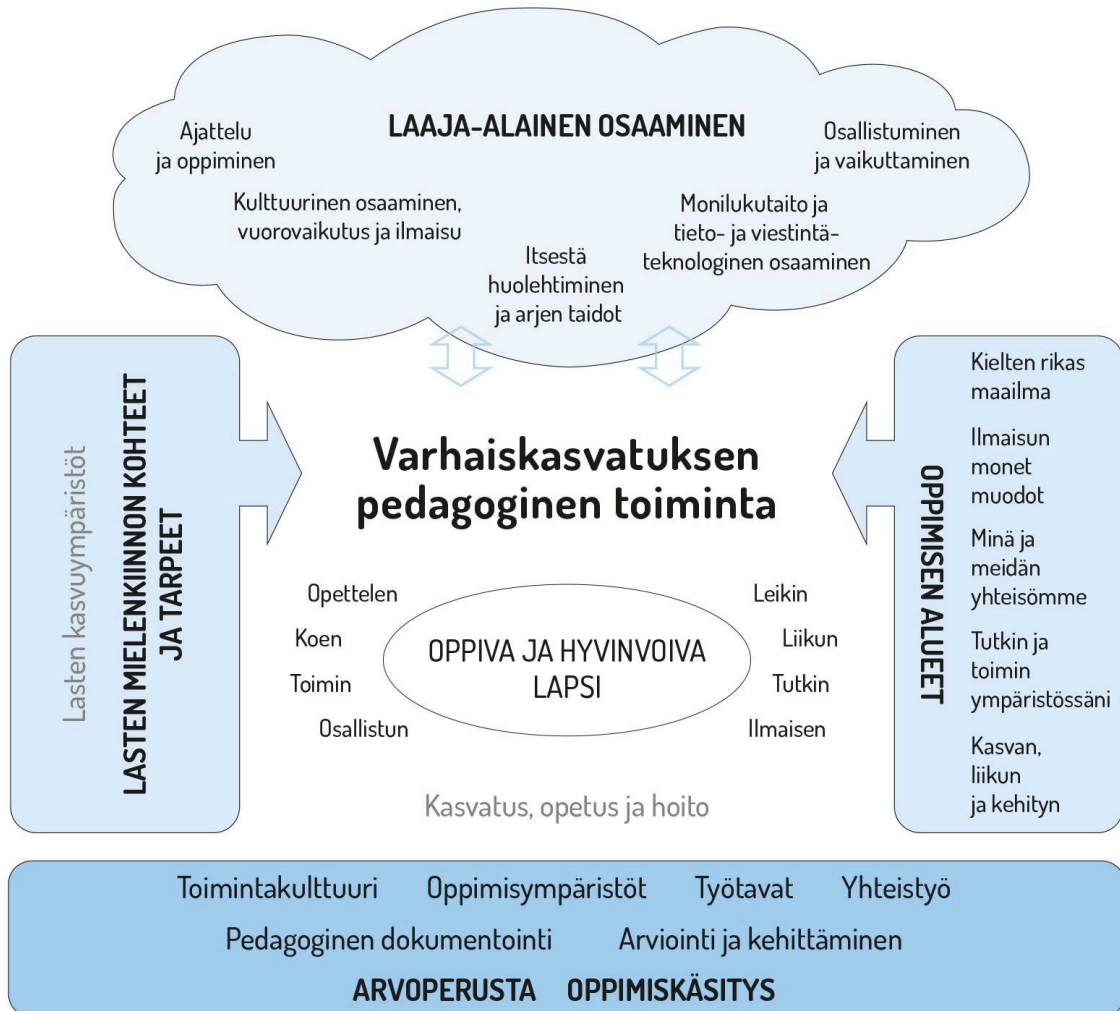 LAAJA-ALAINEN OSAAMINEN
Ajattelu
ja oppiminen
Kulttuurinen osaaminen,
vuorovaikutus ja ilmaisu
Itsestä
huolehtiminen
ja arjen taidot
Monilukutaito ja
tieto- ja viestintä-
teknologinen osaaminen
Osallistuminen
ja vaikuttaminen
Lasten kasvuympäristöt
LASTEN MIELENKIINNON KOHTEET
JA TARPEET
Varhaiskasvatuksen
pedagoginen toiminta
Opettelen
Koen
Toimin
Osallistun
OPPIVA JA HYVINVOIVA
LAPSI
Leikin
Liikun
Tutkin
Ilmaisen
Kasvatus, opetus ja hoito
OPPIMISEN ALUEET
Kielten rikas
maailma
Ilmaisun
monet
muodot
Minä ja
meidän
yhteisömme
Tutkin ja
toimin
ympäristössäni
Kasvan,
liikun
ja kehityn
Toimintakulttuuri Oppimisympäristöt Työtavat Yhteistyö
Pedagoginen dokumentointi Arviointi ja kehittäminen
ARVOPERUSTA OPPIMISKÄSITYS